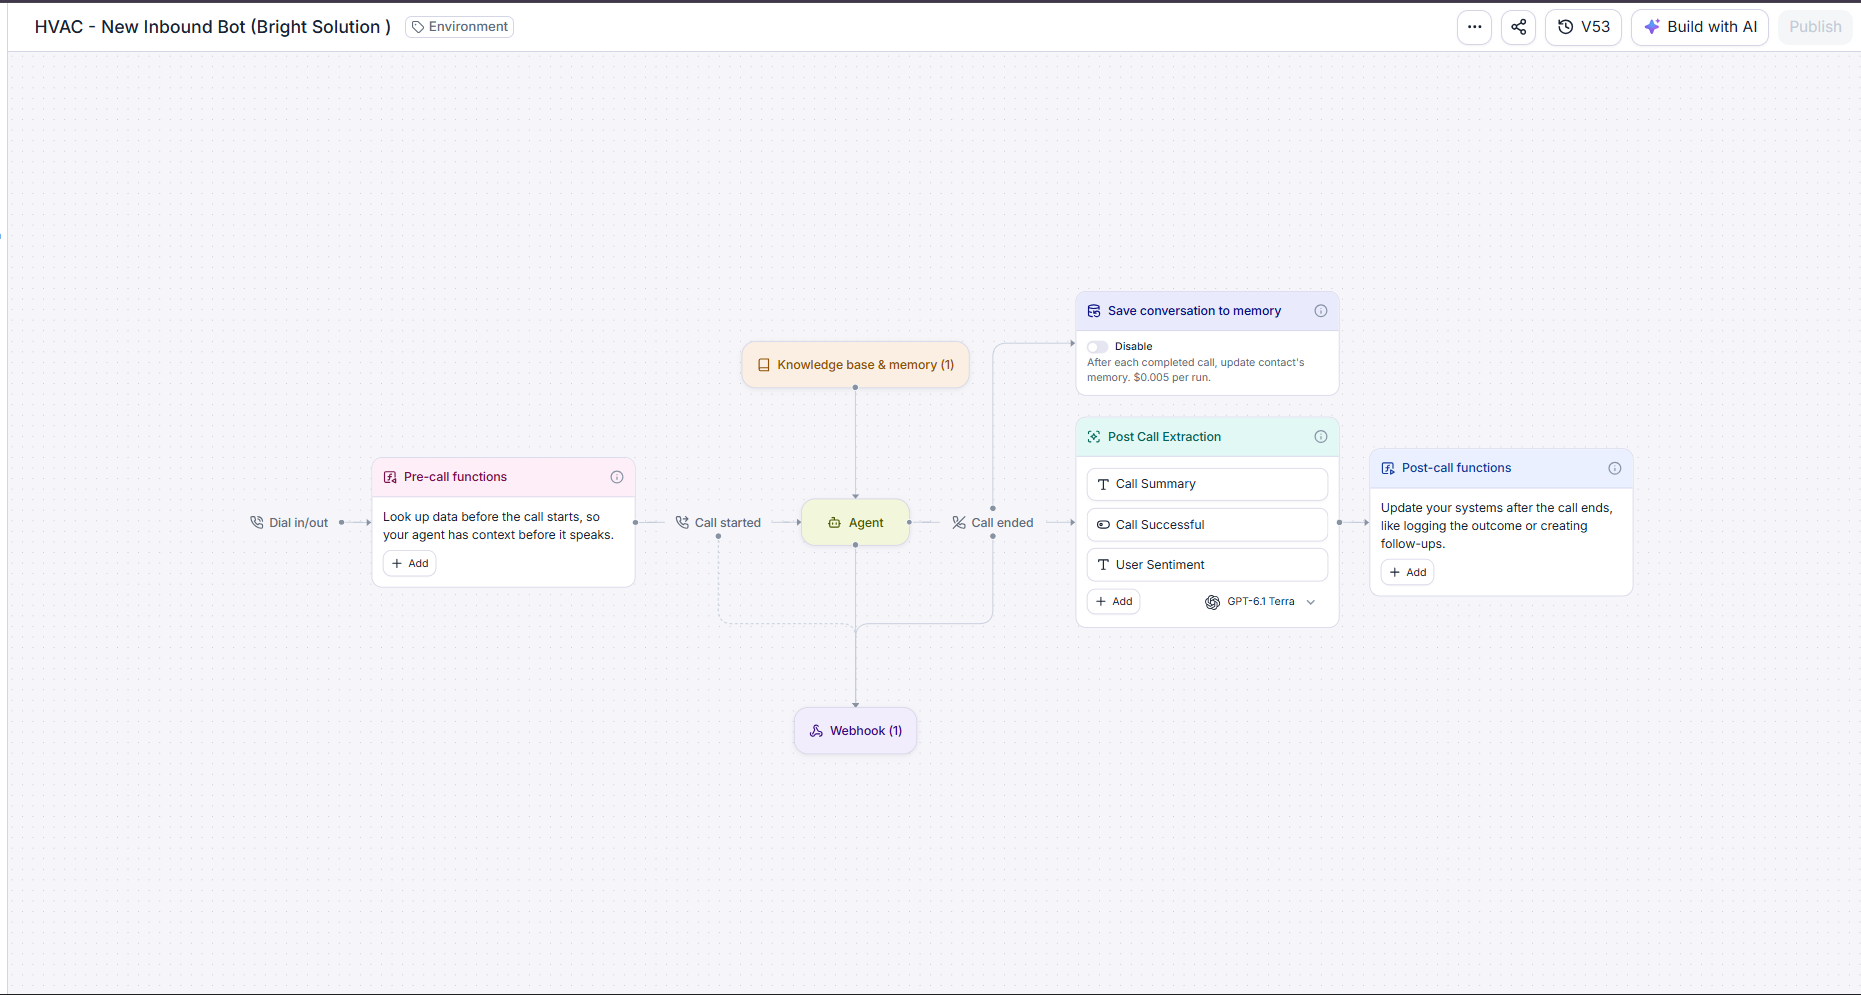 HVAC - New Inbound Bot (Bright Solution )
Environment
V53
Build with AI
Publish
Save conversation to memory
Disable
After each completed call, update contact's
memory. $0.005 per run.
Knowledge base & memory (1)
Post Call Extraction
Call Summary
Call Successful
User Sentiment
Add
GPT-6.1 Terra
Post-call functions
Update your systems after the call ends,
like logging the outcome or creating
follow-ups.
Add
Pre-call functions
Look up data before the call starts, so
your agent has context before it speaks.
Add
Dial in/out
Call started
Agent
Call ended
Webhook (1)